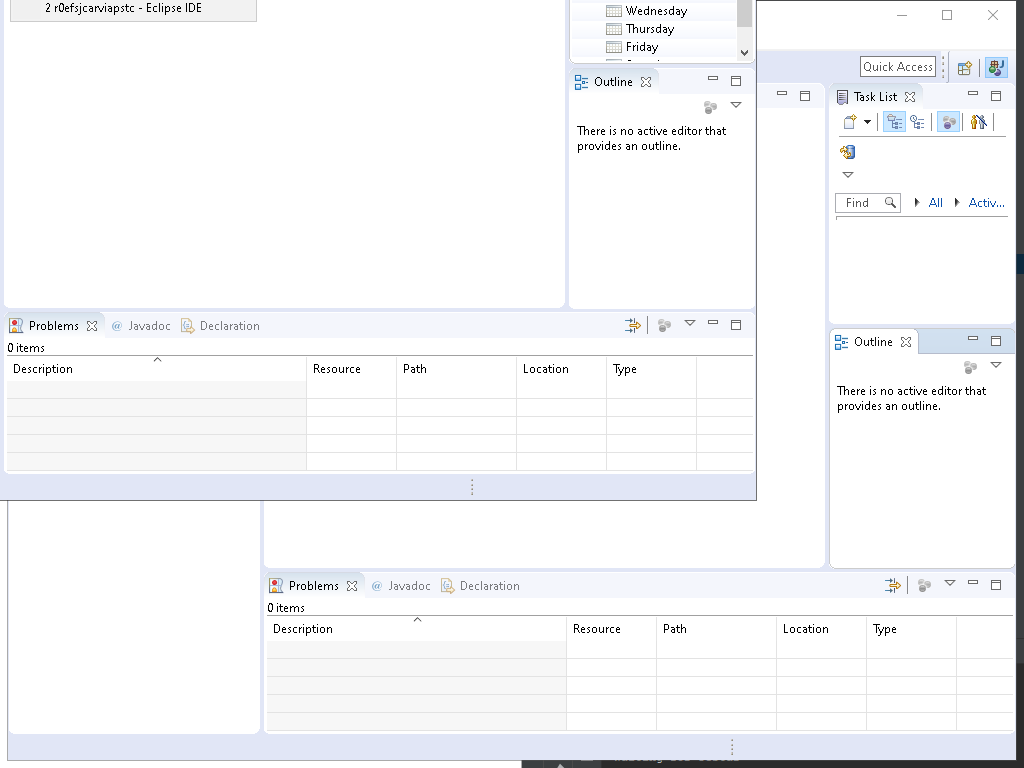 2 r0efsjcarviapstc - Eclipse IDE
Wednesday
Thursday
Friday
Quick Access
Outline
Task List
There is no active editor that
provides an outline.
Find
All
Activ...
Problems
Javadoc
Declaration
0 items
Description
Resource
Path
Location
Type
Outline
There is no active editor that
provides an outline.
Problems
Javadoc
Declaration
0 items
Description
Resource
Path
Location
Type